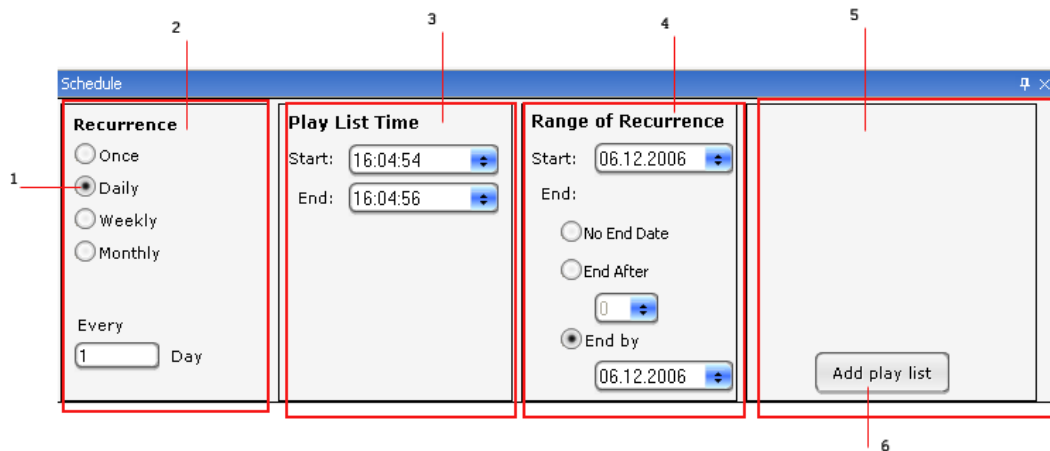 2
3
4
5
Schedule
1
Recurrence
Once
Daily
Weekly
Monthly
Every
1 Day
Play List Time
Start: 16:04:54
End: 16:04:56
Range of Recurrence
Start: 06.12.2006
End:
No End Date
End After
0
End by
06.12.2006
Add play list
6